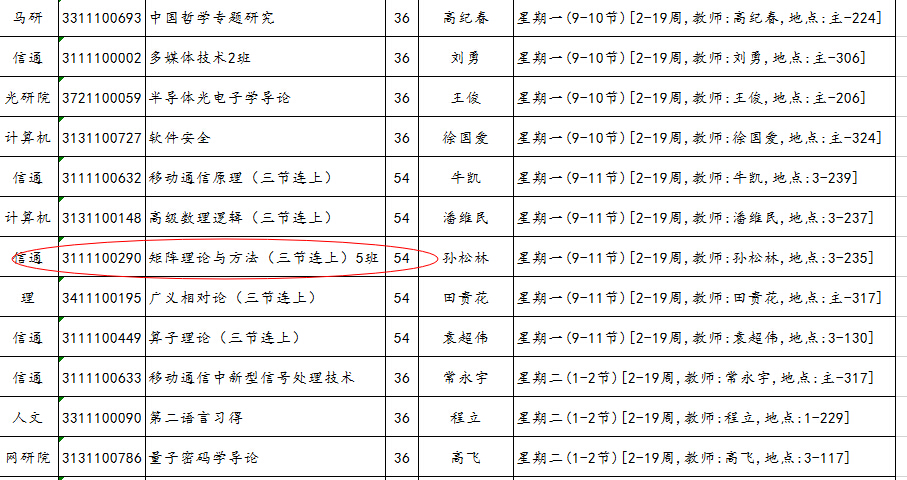 马研 3311100693 中国哲学专题研究 36 高纪春 星期一(9-10节)[2-19周,教师:高纪春,地点:主-224]
信通 3111100002 多媒体技术2班 36 刘勇 星期一(9-10节)[2-19周,教师:刘勇,地点:主-306]
光研院 3721100059 半导体光电子学导论 36 王俊 星期一(9-10节)[2-19周,教师:王俊,地点:主-206]
计算机 3131100727 软件安全 36 徐国爱 星期一(9-10节)[2-19周,教师:徐国爱,地点:主-324]
信通 3111100632 移动通信原理（三节连上） 54 牛凯 星期一(9-11节)[2-19周,教师:牛凯,地点:3-239]
计算机 3131100148 高级数理逻辑（三节连上） 54 潘维民 星期一(9-11节)[2-19周,教师:潘维民,地点:3-237]
信通 3111100290 矩阵理论与方法（三节连上）5班 54 孙松林 星期一(9-11节)[2-19周,教师:孙松林,地点:3-235]
理 3411100195 广义相对论（三节连上） 54 田贵花 星期一(9-11节)[2-19周,教师:田贵花,地点:主-317]
信通 3111100449 算子理论（三节连上） 54 袁超伟 星期一(9-11节)[2-19周,教师:袁超伟,地点:3-130]
信通 3111100633 移动通信中新型信号处理技术 36 常永宇 星期二(1-2节)[2-19周,教师:常永宇,地点:主-317]
人文 3311100090 第二语言习得 36 程立 星期二(1-2节)[2-19周,教师:程立,地点:1-229]
网研院 3131100786 量子密码学导论 36 高飞 星期二(1-2节)[2-19周,教师:高飞,地点:3-117]